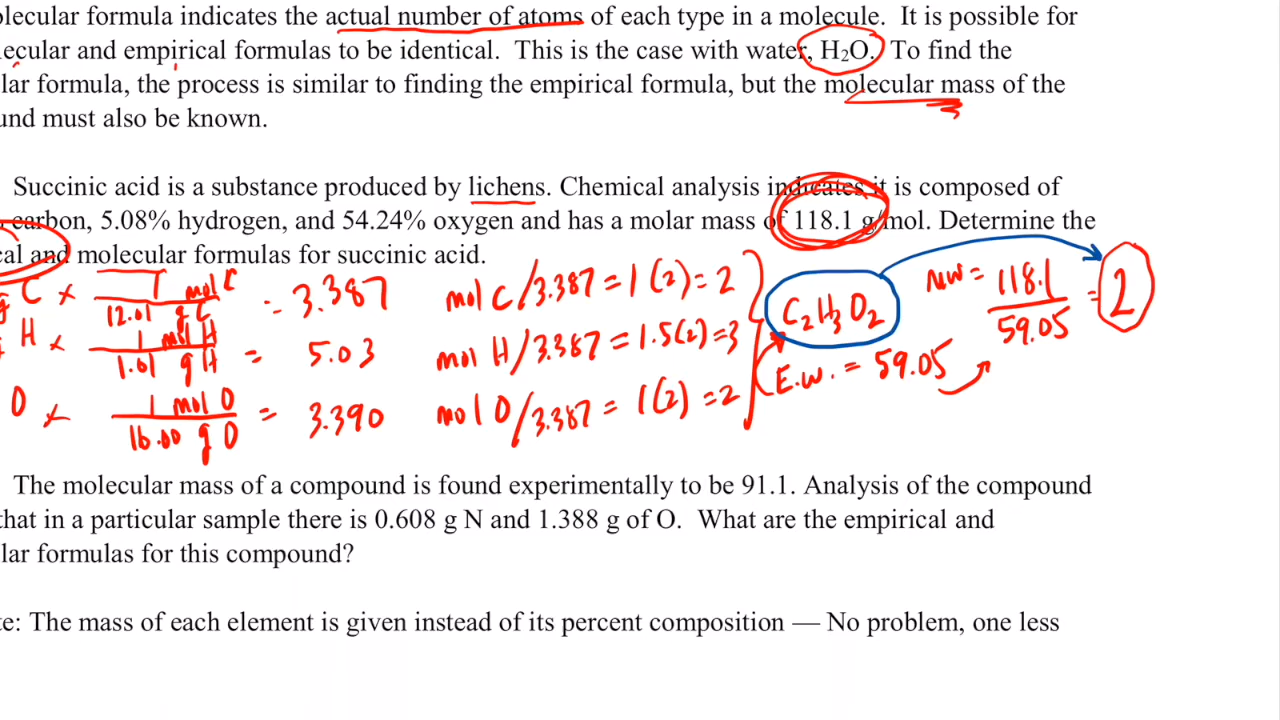 lecular formula indicates the actual number of atoms of each type in a molecule. It is possible for
lecular and empirical formulas to be identical. This is the case with water, H₂O. To find the
lar formula, the process is similar to finding the empirical formula, but the molecular mass of the
und must also be known.
Succinic acid is a substance produced by lichens. Chemical analysis indicates it is composed of
carbon, 5.08% hydrogen, and 54.24% oxygen and has a molar mass of 118.1 g/mol. Determine the
cal and molecular formulas for succinic acid.
g C × 1 mol C / 12.01 g C = 3.387 mol C/3.387 = 1(2) = 2
H × 1 mol H / 1.01 g H = 5.03 mol H/3.387 = 1.5(2) = 3
O × 1 mol O / 16.00 g O = 3.390 mol O/3.387 = 1(2) = 2
C₂H₃O₂
MW = 118.1 / 59.05 = 2
E.W. = 59.05
The molecular mass of a compound is found experimentally to be 91.1. Analysis of the compound
that in a particular sample there is 0.608 g N and 1.388 g of O. What are the empirical and
lar formulas for this compound?
te: The mass of each element is given instead of its percent composition — No problem, one less